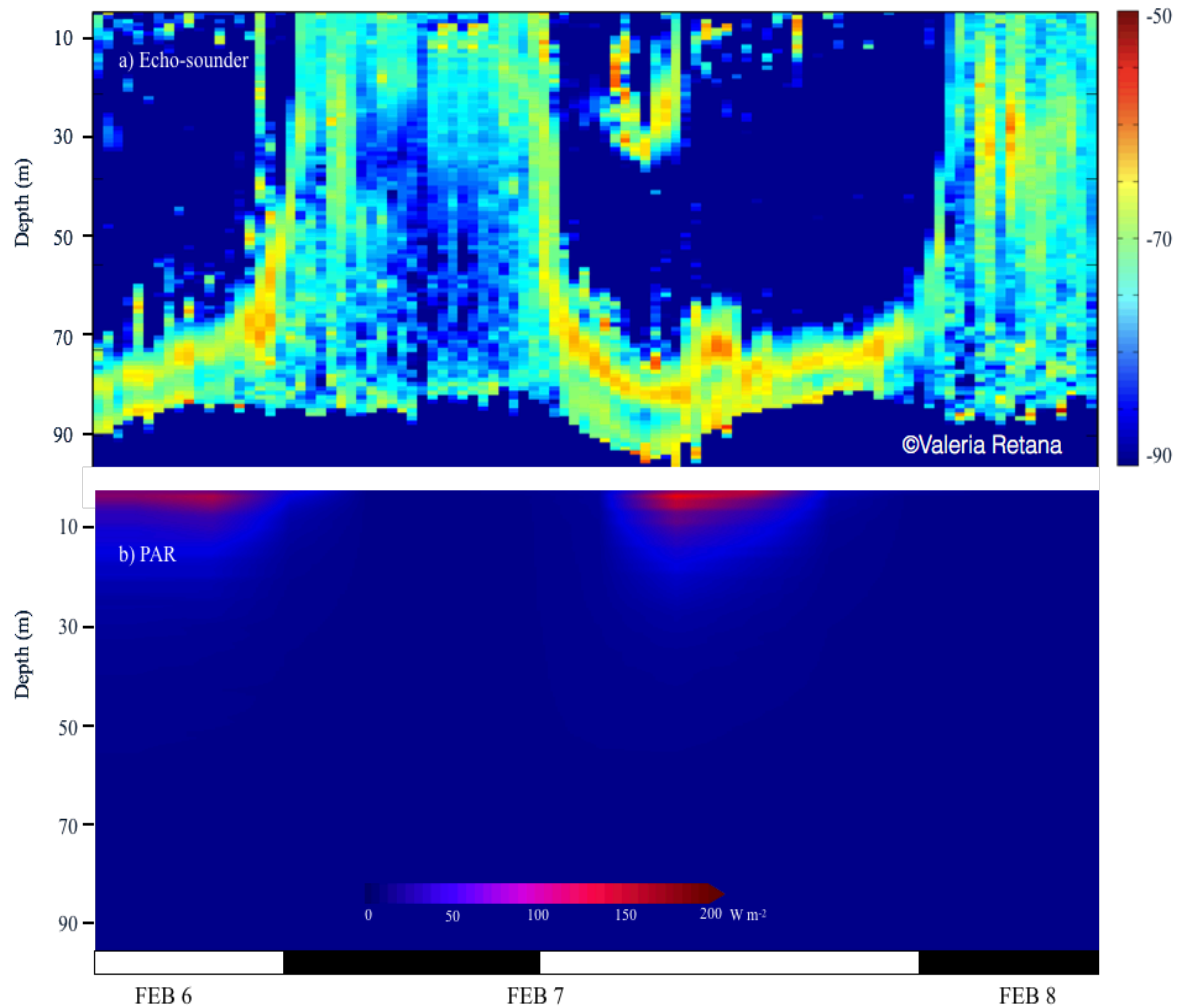 a) Echo-sounder
Depth (m)
10
30
50
70
90
-50
-70
-90
©Valeria Retana
b) PAR
Depth (m)
10
30
50
70
90
0 50 100 150 200 W m-2
FEB 6 FEB 7 FEB 8